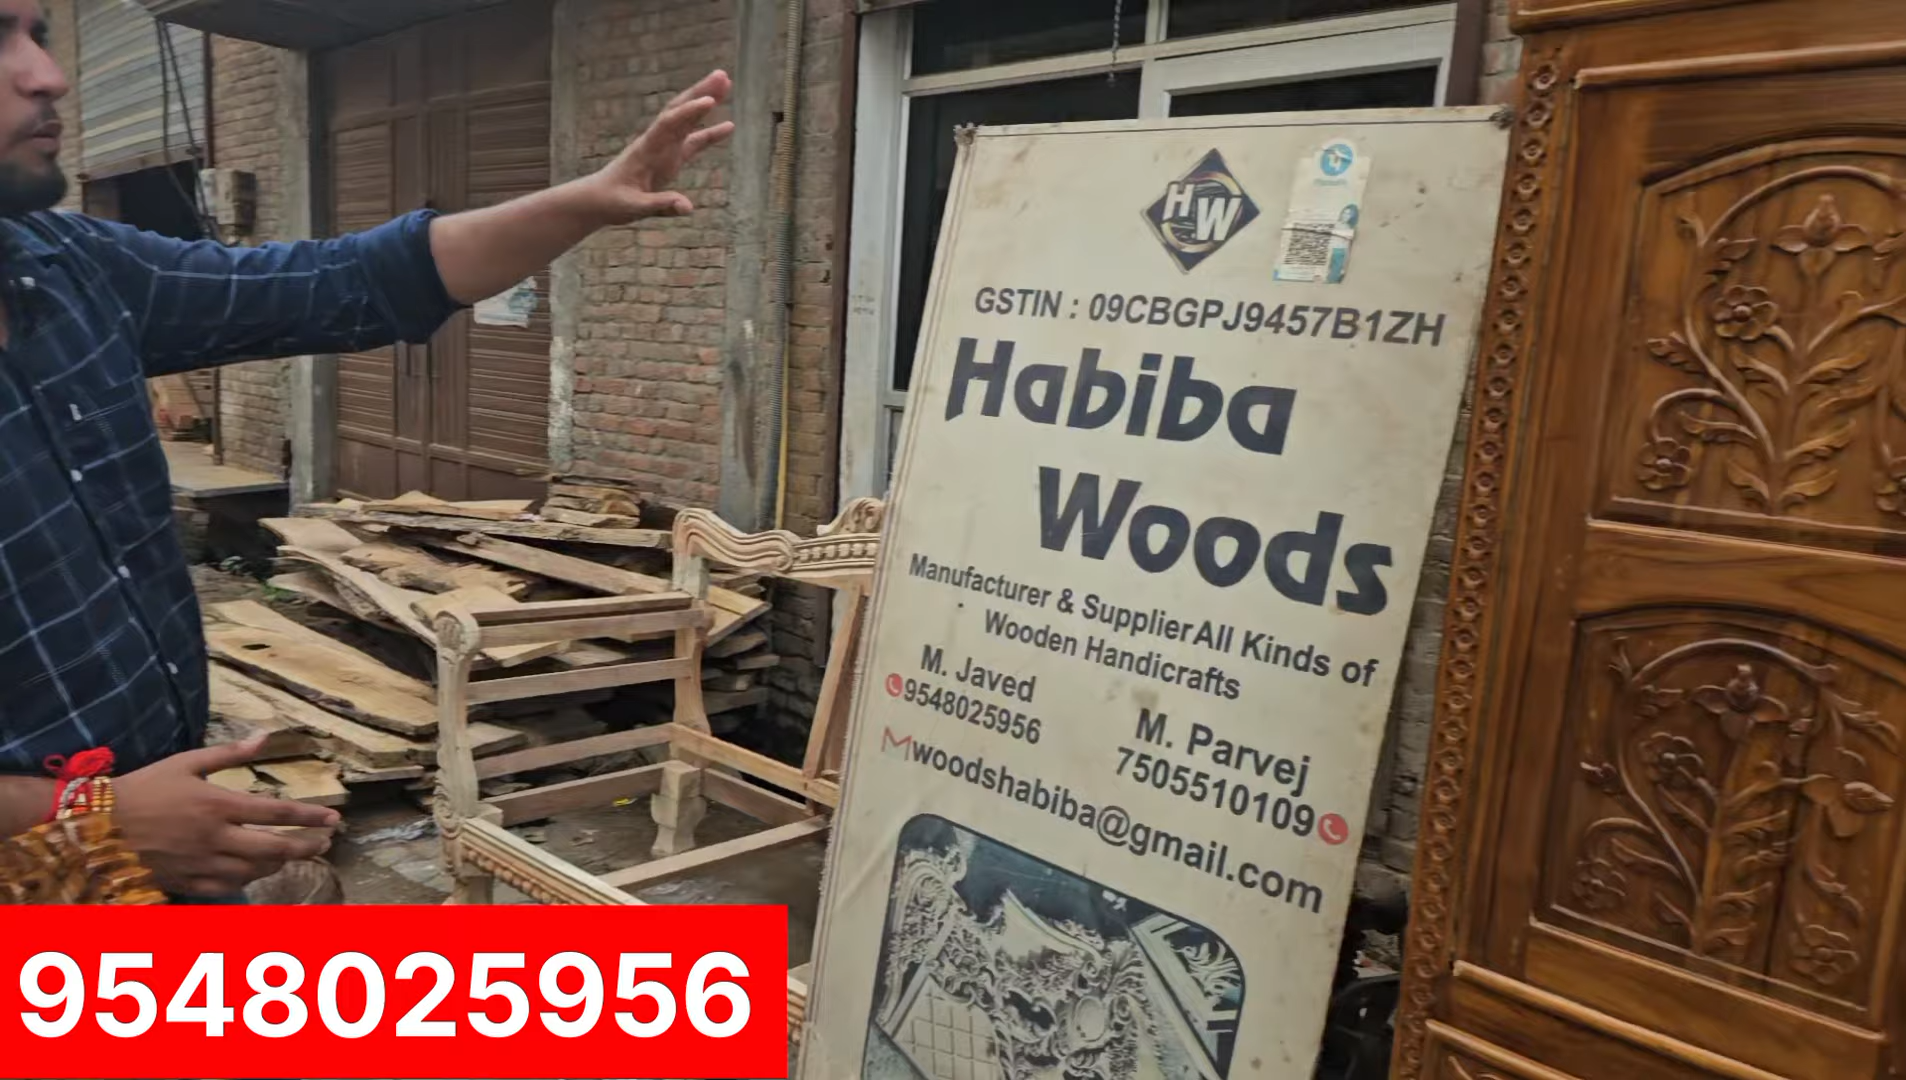 HW
GSTIN : 09CBGPJ9457B1ZH
Habiba
Woods
Manufacturer & Supplier All Kinds of
Wooden Handicrafts
M. Javed
9548025956
M. Parvej
7505510109
woodshabiba@gmail.com
9548025956